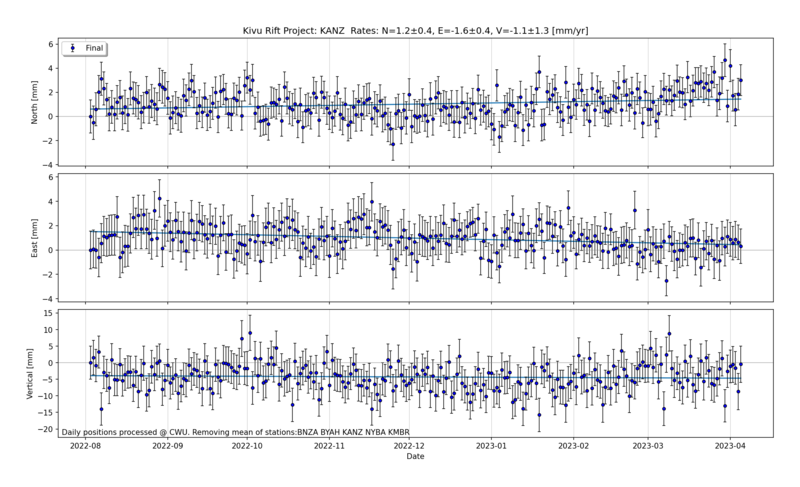 Kivu Rift Project: KANZ  Rates: N=1.2±0.4, E=-1.6±0.4, V=-1.1±1.3 [mm/yr]
Final
North [mm]
6
4
2
0
−2
−4
East [mm]
6
4
2
0
−2
−4
Vertical [mm]
15
10
5
0
−5
−10
−15
−20
Daily positions processed @ CWU. Removing mean of stations:BNZA BYAH KANZ NYBA KMBR
2022-08 2022-09 2022-10 2022-11 2022-12 2023-01 2023-02 2023-03 2023-04
Date